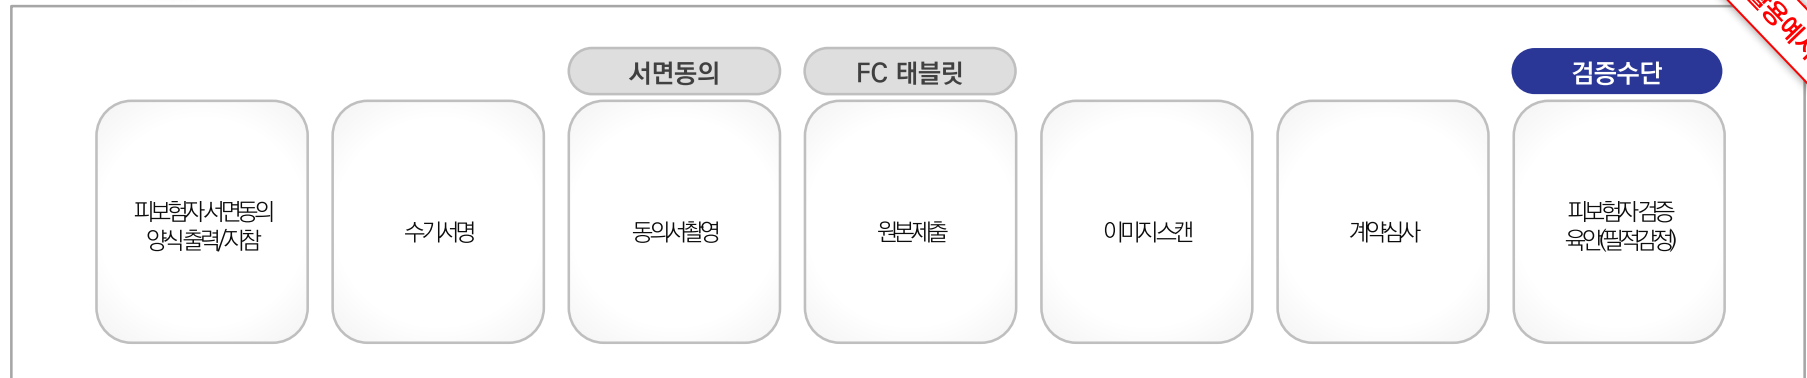 서면동의
FC 태블릿
검증수단
피보험자 서면동의
양식 출력/지참
수기서명
동의서촬영
원본제출
이미지스캔
계약심사
피보험자 검증
육안(필적감정)